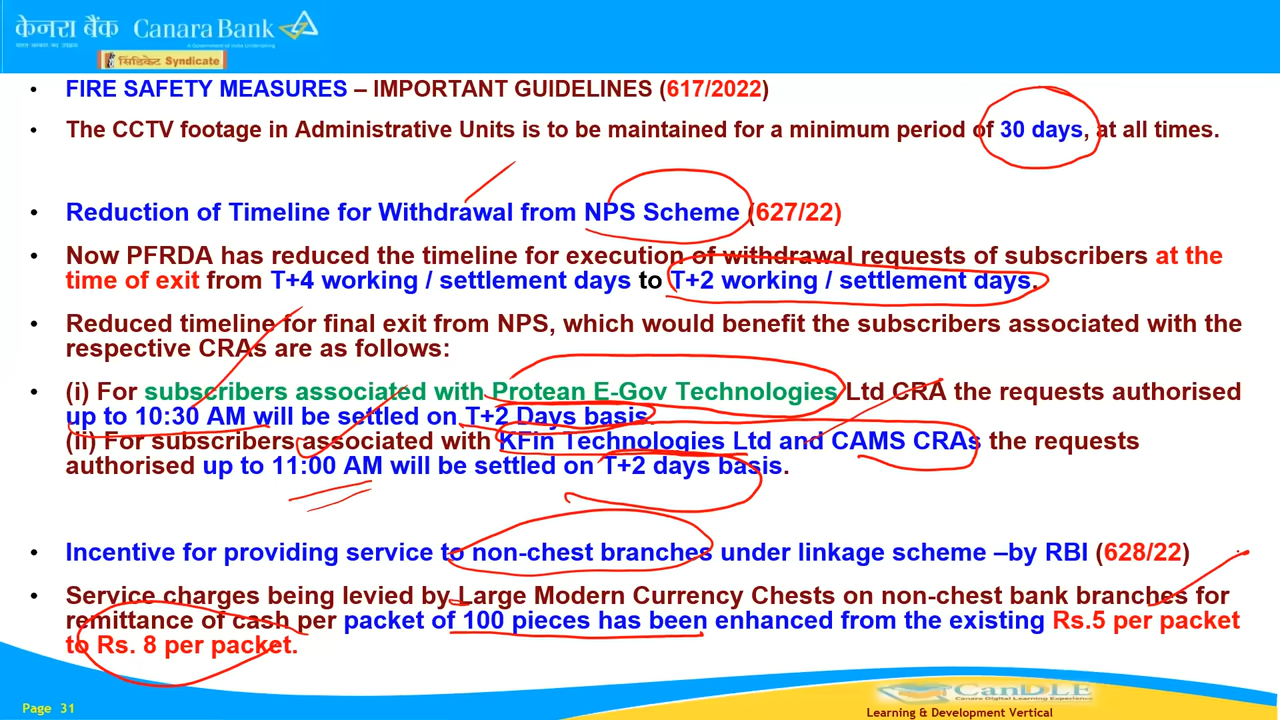 केनरा बैंक Canara Bank
A Government of India Undertaking
सिंडिकेट Syndicate
• FIRE SAFETY MEASURES – IMPORTANT GUIDELINES (617/2022)
• The CCTV footage in Administrative Units is to be maintained for a minimum period of 30 days, at all times.
• Reduction of Timeline for Withdrawal from NPS Scheme (627/22)
• Now PFRDA has reduced the timeline for execution of withdrawal requests of subscribers at the
time of exit from T+4 working / settlement days to T+2 working / settlement days.
• Reduced timeline for final exit from NPS, which would benefit the subscribers associated with the
respective CRAs are as follows:
• (i) For subscribers associated with Protean E-Gov Technologies Ltd CRA the requests authorised
up to 10:30 AM will be settled on T+2 Days basis.
(ii) For subscribers associated with KFin Technologies Ltd and CAMS CRAs the requests
authorised up to 11:00 AM will be settled on T+2 days basis.
• Incentive for providing service to non-chest branches under linkage scheme –by RBI (628/22)
• Service charges being levied by Large Modern Currency Chests on non-chest bank branches for
remittance of cash per packet of 100 pieces has been enhanced from the existing Rs.5 per packet
to Rs. 8 per packet.
CanDLE
Canara Digital Learning Experience
Page 31
Learning & Development Vertical